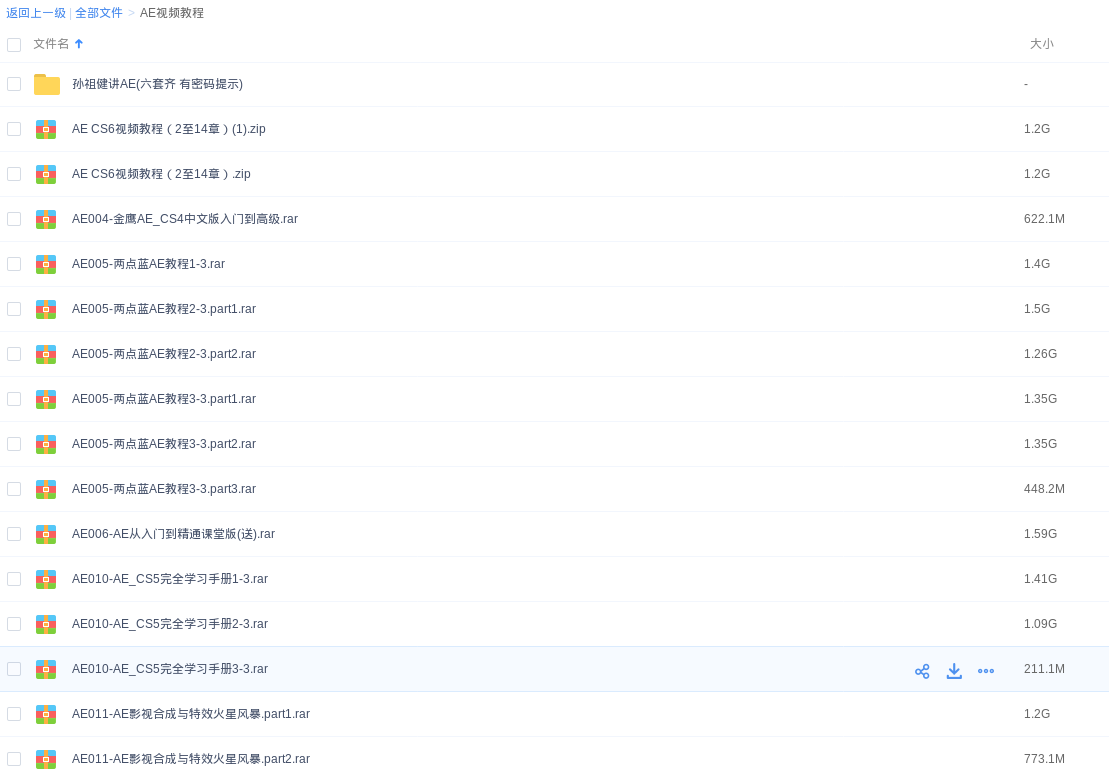 返回上一级 | 全部文件 > AE视频教程
文件名 大小
孙祖健讲AE(六套齐 有密码提示) -
AE CS6视频教程（2至14章）(1).zip 1.2G
AE CS6视频教程（2至14章）.zip 1.2G
AE004-金鹰AE_CS4中文版入门到高级.rar 622.1M
AE005-两点蓝AE教程1-3.rar 1.4G
AE005-两点蓝AE教程2-3.part1.rar 1.5G
AE005-两点蓝AE教程2-3.part2.rar 1.26G
AE005-两点蓝AE教程3-3.part1.rar 1.35G
AE005-两点蓝AE教程3-3.part2.rar 1.35G
AE005-两点蓝AE教程3-3.part3.rar 448.2M
AE006-AE从入门到精通课堂版(送).rar 1.59G
AE010-AE_CS5完全学习手册1-3.rar 1.41G
AE010-AE_CS5完全学习手册2-3.rar 1.09G
AE010-AE_CS5完全学习手册3-3.rar 211.1M
AE011-AE影视合成与特效火星风暴.part1.rar 1.2G
AE011-AE影视合成与特效火星风暴.part2.rar 773.1M